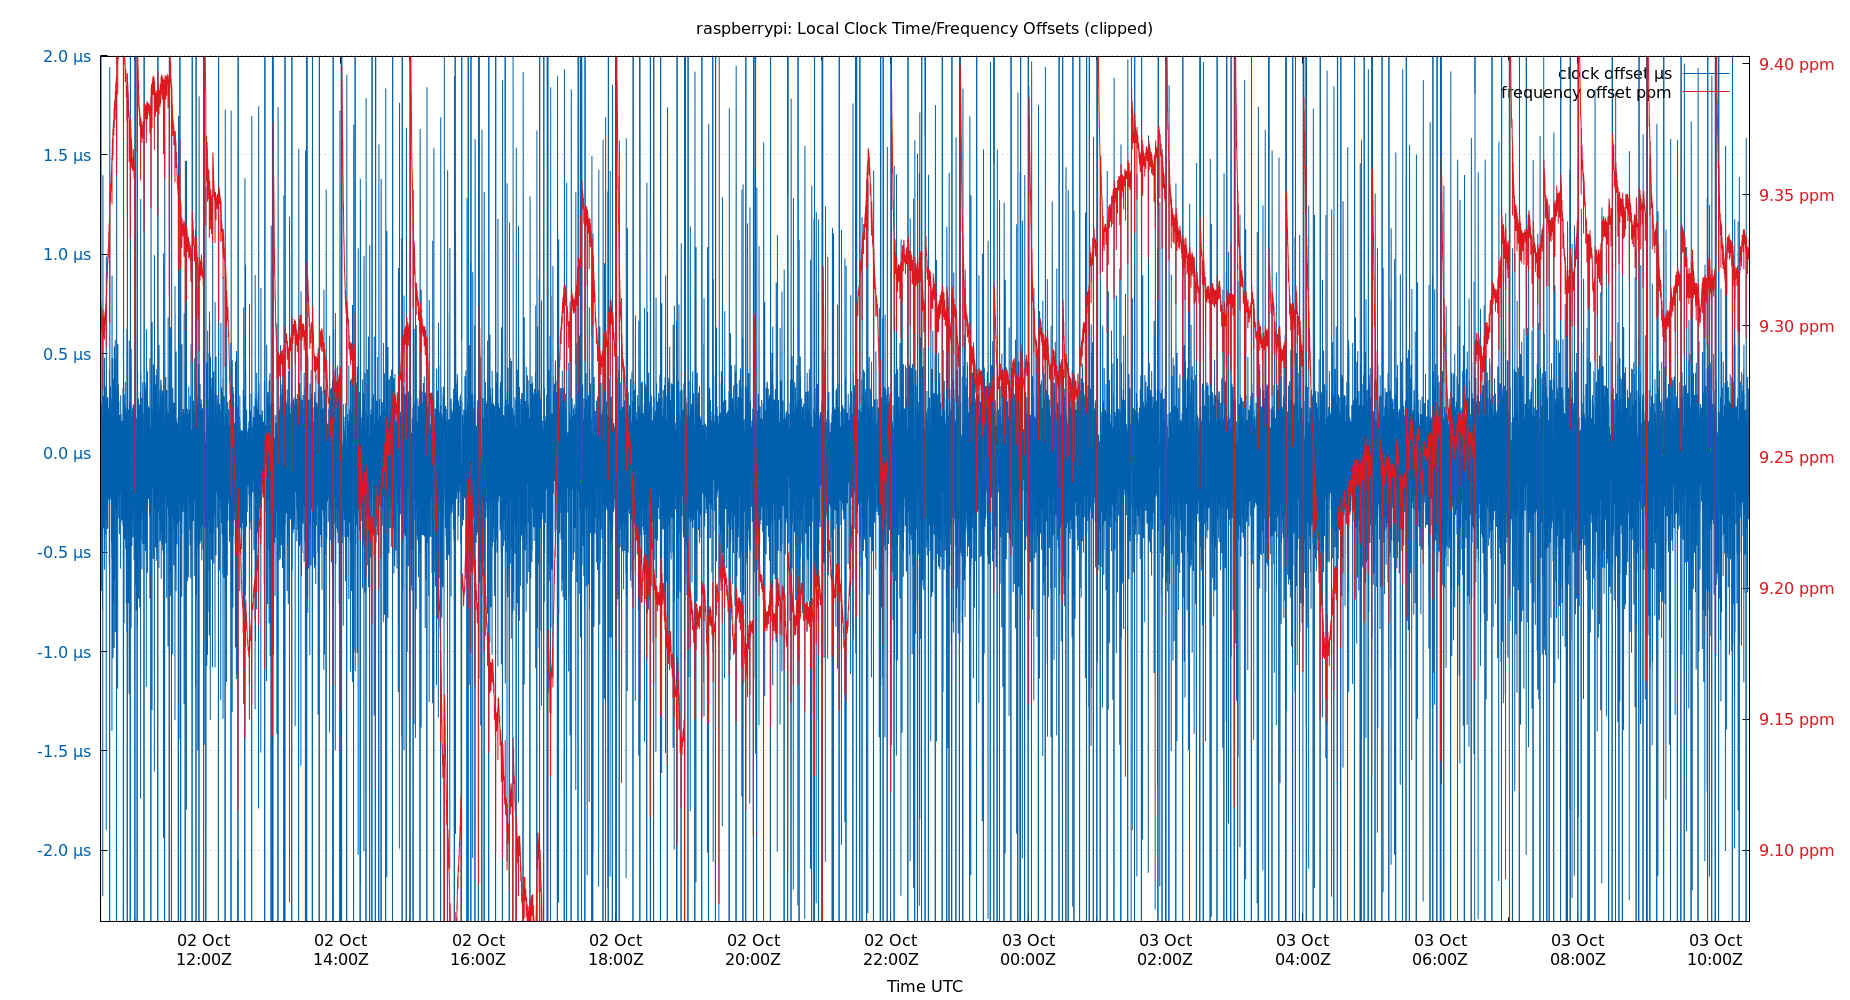 raspberrypi: Local Clock Time/Frequency Offsets (clipped)
2.0 μs
1.5 μs
1.0 μs
0.5 μs
0.0 μs
-0.5 μs
-1.0 μs
-1.5 μs
-2.0 μs
clock offset μs
frequency offset ppm
9.40 ppm
9.35 ppm
9.30 ppm
9.25 ppm
9.20 ppm
9.15 ppm
9.10 ppm
02 Oct 02 Oct 02 Oct 02 Oct 02 Oct 02 Oct 03 Oct 03 Oct 03 Oct 03 Oct 03 Oct 03 Oct
12:00Z 14:00Z 16:00Z 18:00Z 20:00Z 22:00Z 00:00Z 02:00Z 04:00Z 06:00Z 08:00Z 10:00Z
Time UTC